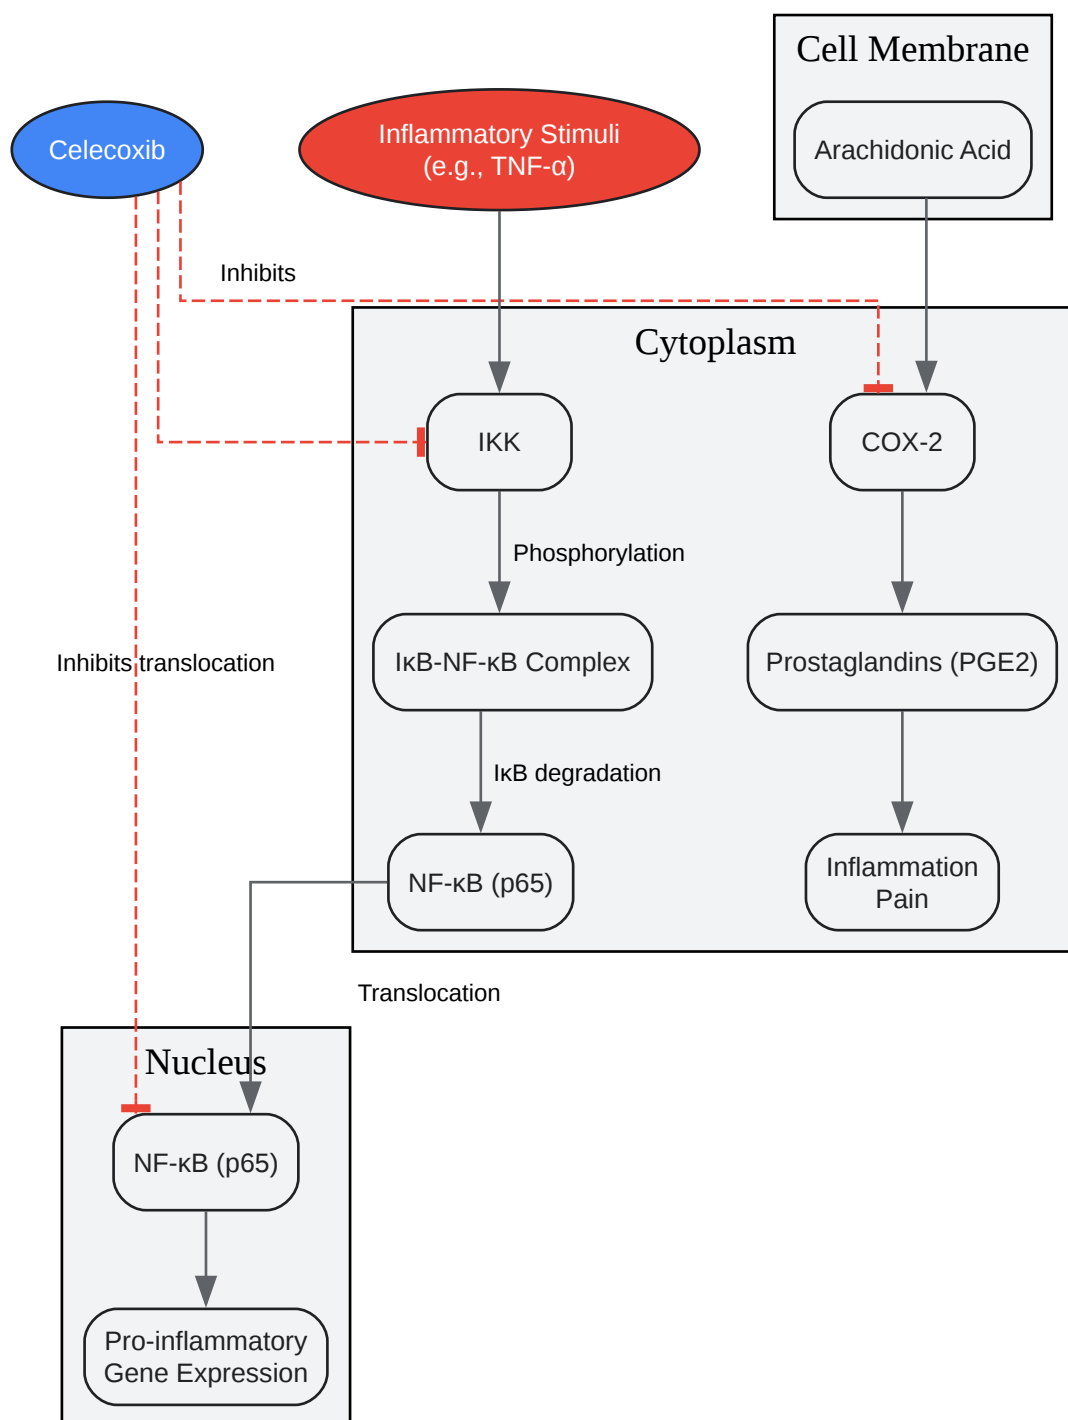 Cell Membrane
Celecoxib
Inflammatory Stimuli
(e.g., TNF-α)
Arachidonic Acid
Inhibits
Cytoplasm
IKK
COX-2
Phosphorylation
IκB-NF-κB Complex
Prostaglandins (PGE2)
Inhibits translocation
IκB degradation
NF-κB (p65)
Inflammation
Pain
Translocation
Nucleus
NF-κB (p65)
Pro-inflammatory
Gene Expression